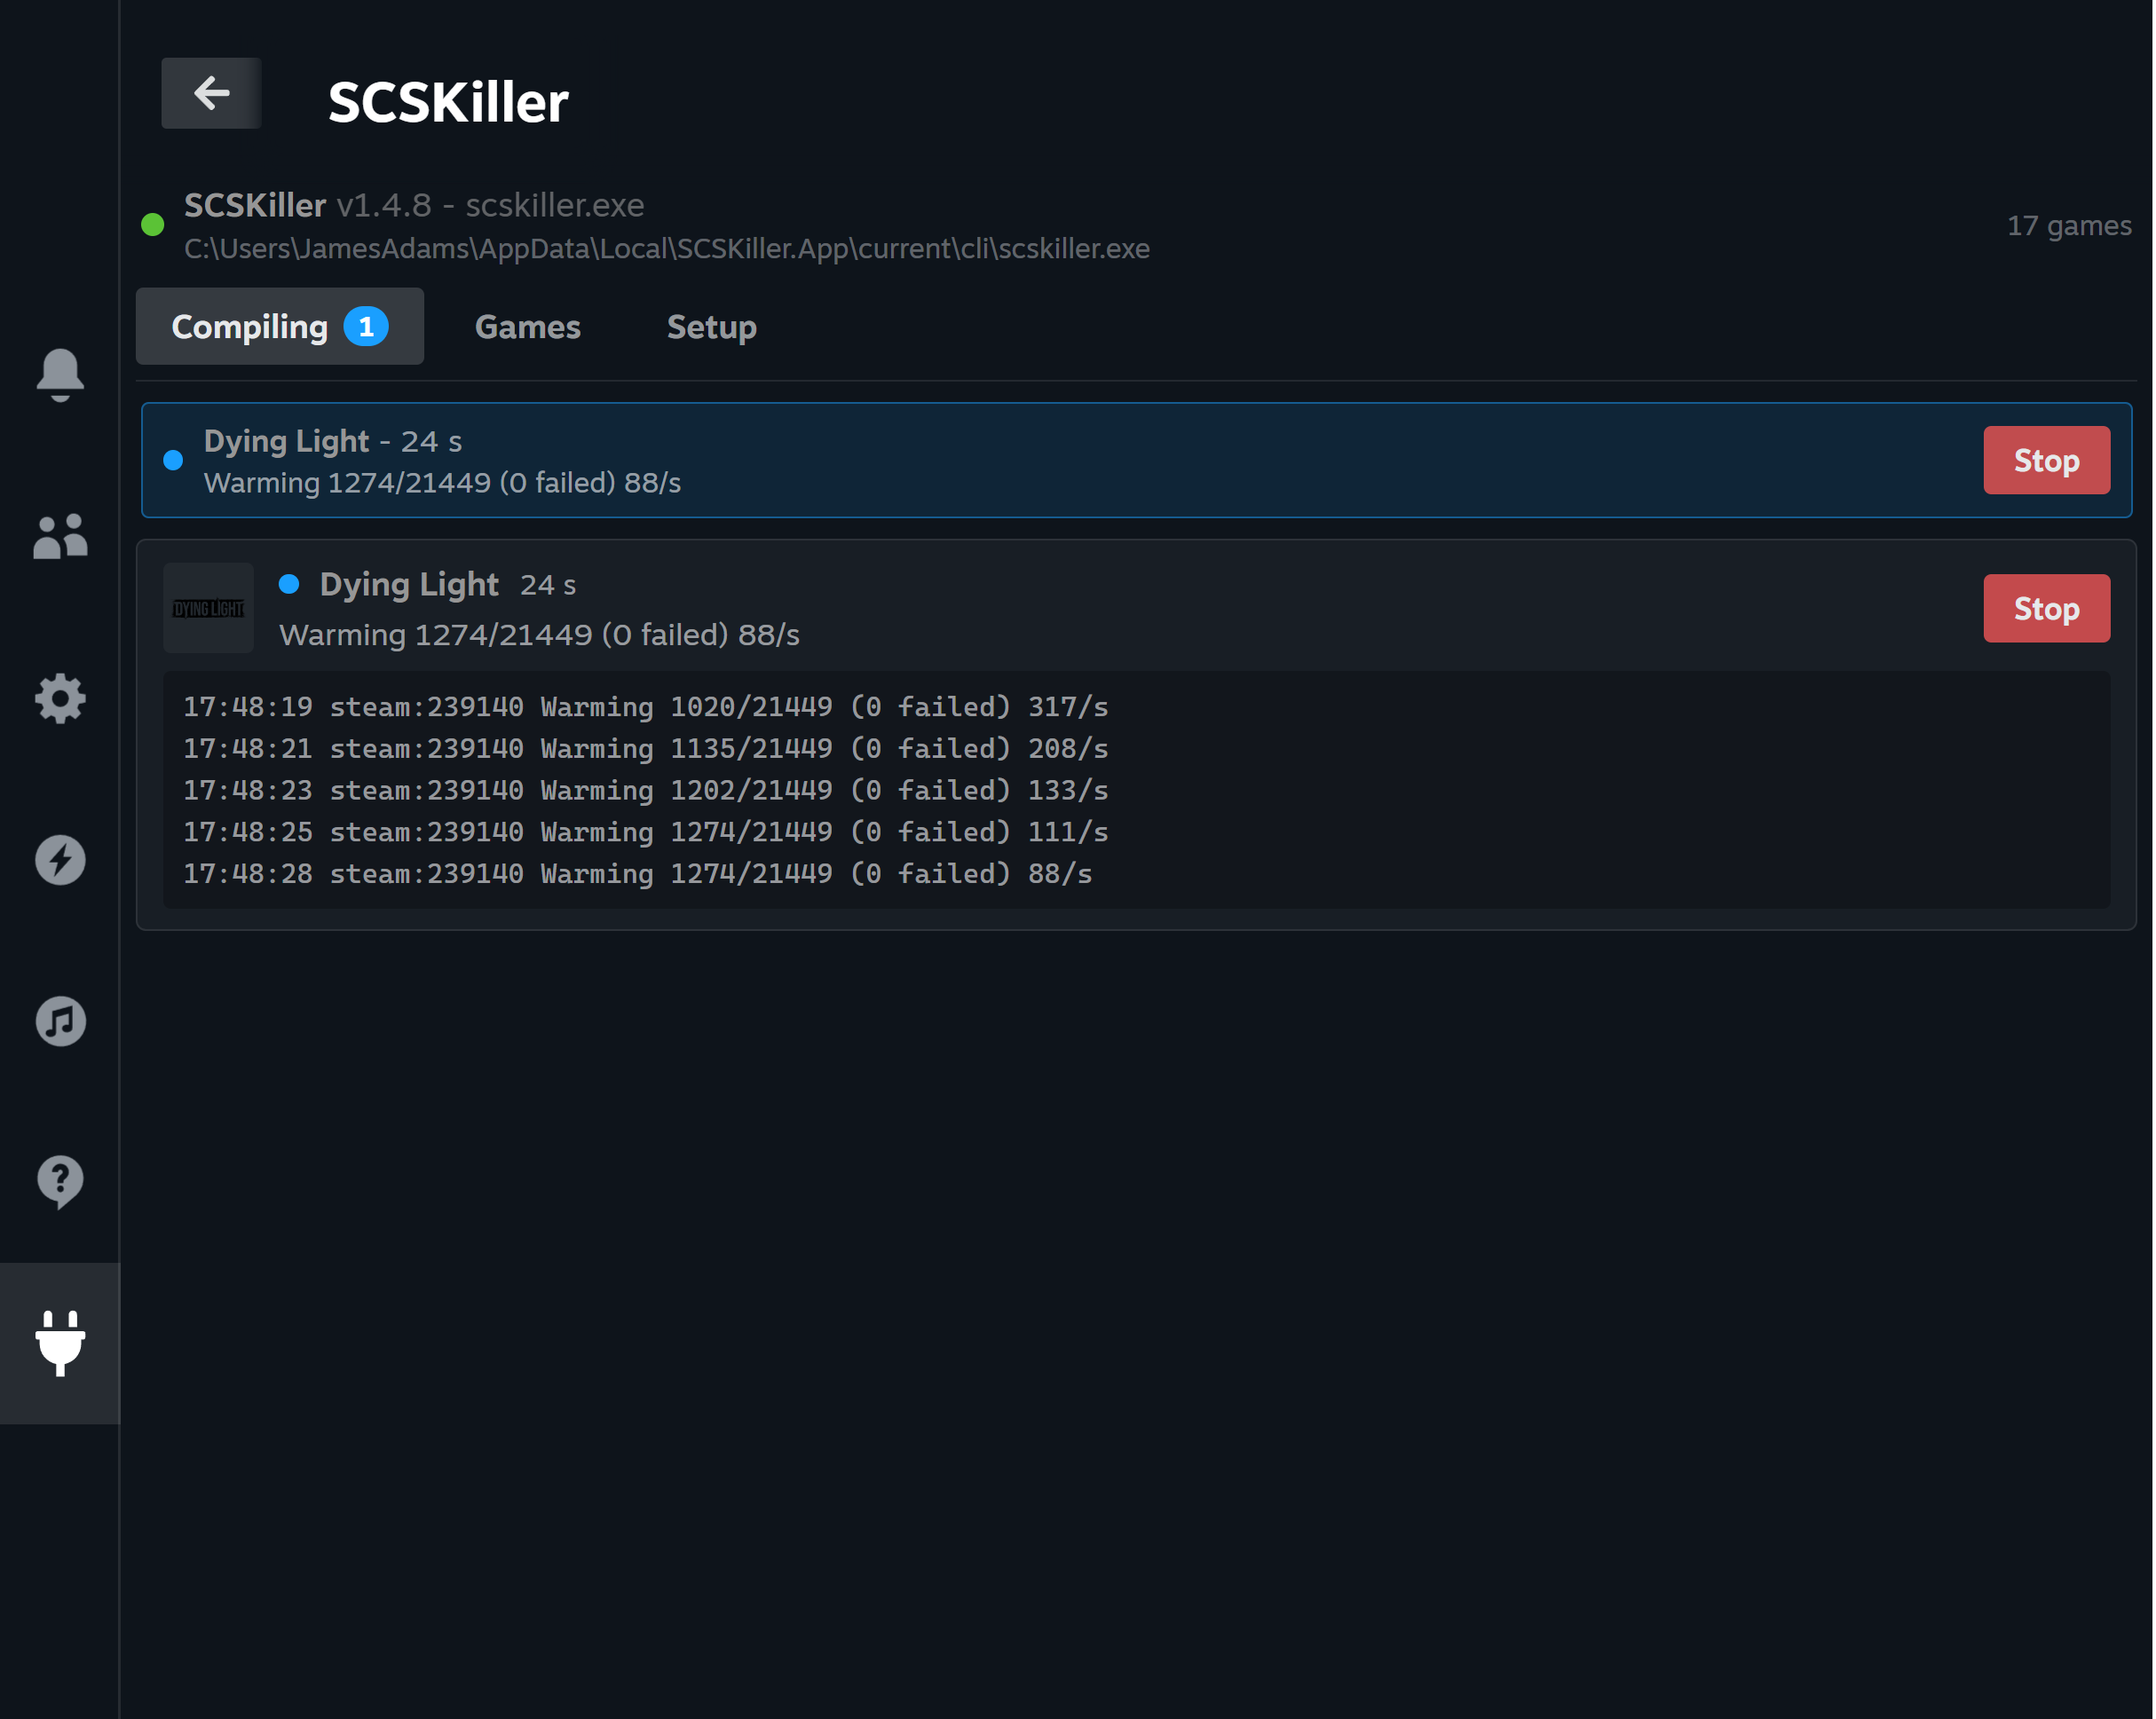 SCSKiller
SCSKiller v1.4.8 - scskiller.exe
C:\Users\JamesAdams\AppData\Local\SCSKiller.App\current\cli\scskiller.exe
17 games
Compiling 1 Games Setup
Dying Light - 24 s
Warming 1274/21449 (0 failed) 88/s
Stop
DYING LIGHT
Dying Light 24 s
Warming 1274/21449 (0 failed) 88/s
Stop
17:48:19 steam:239140 Warming 1020/21449 (0 failed) 317/s
17:48:21 steam:239140 Warming 1135/21449 (0 failed) 208/s
17:48:23 steam:239140 Warming 1202/21449 (0 failed) 133/s
17:48:25 steam:239140 Warming 1274/21449 (0 failed) 111/s
17:48:28 steam:239140 Warming 1274/21449 (0 failed) 88/s